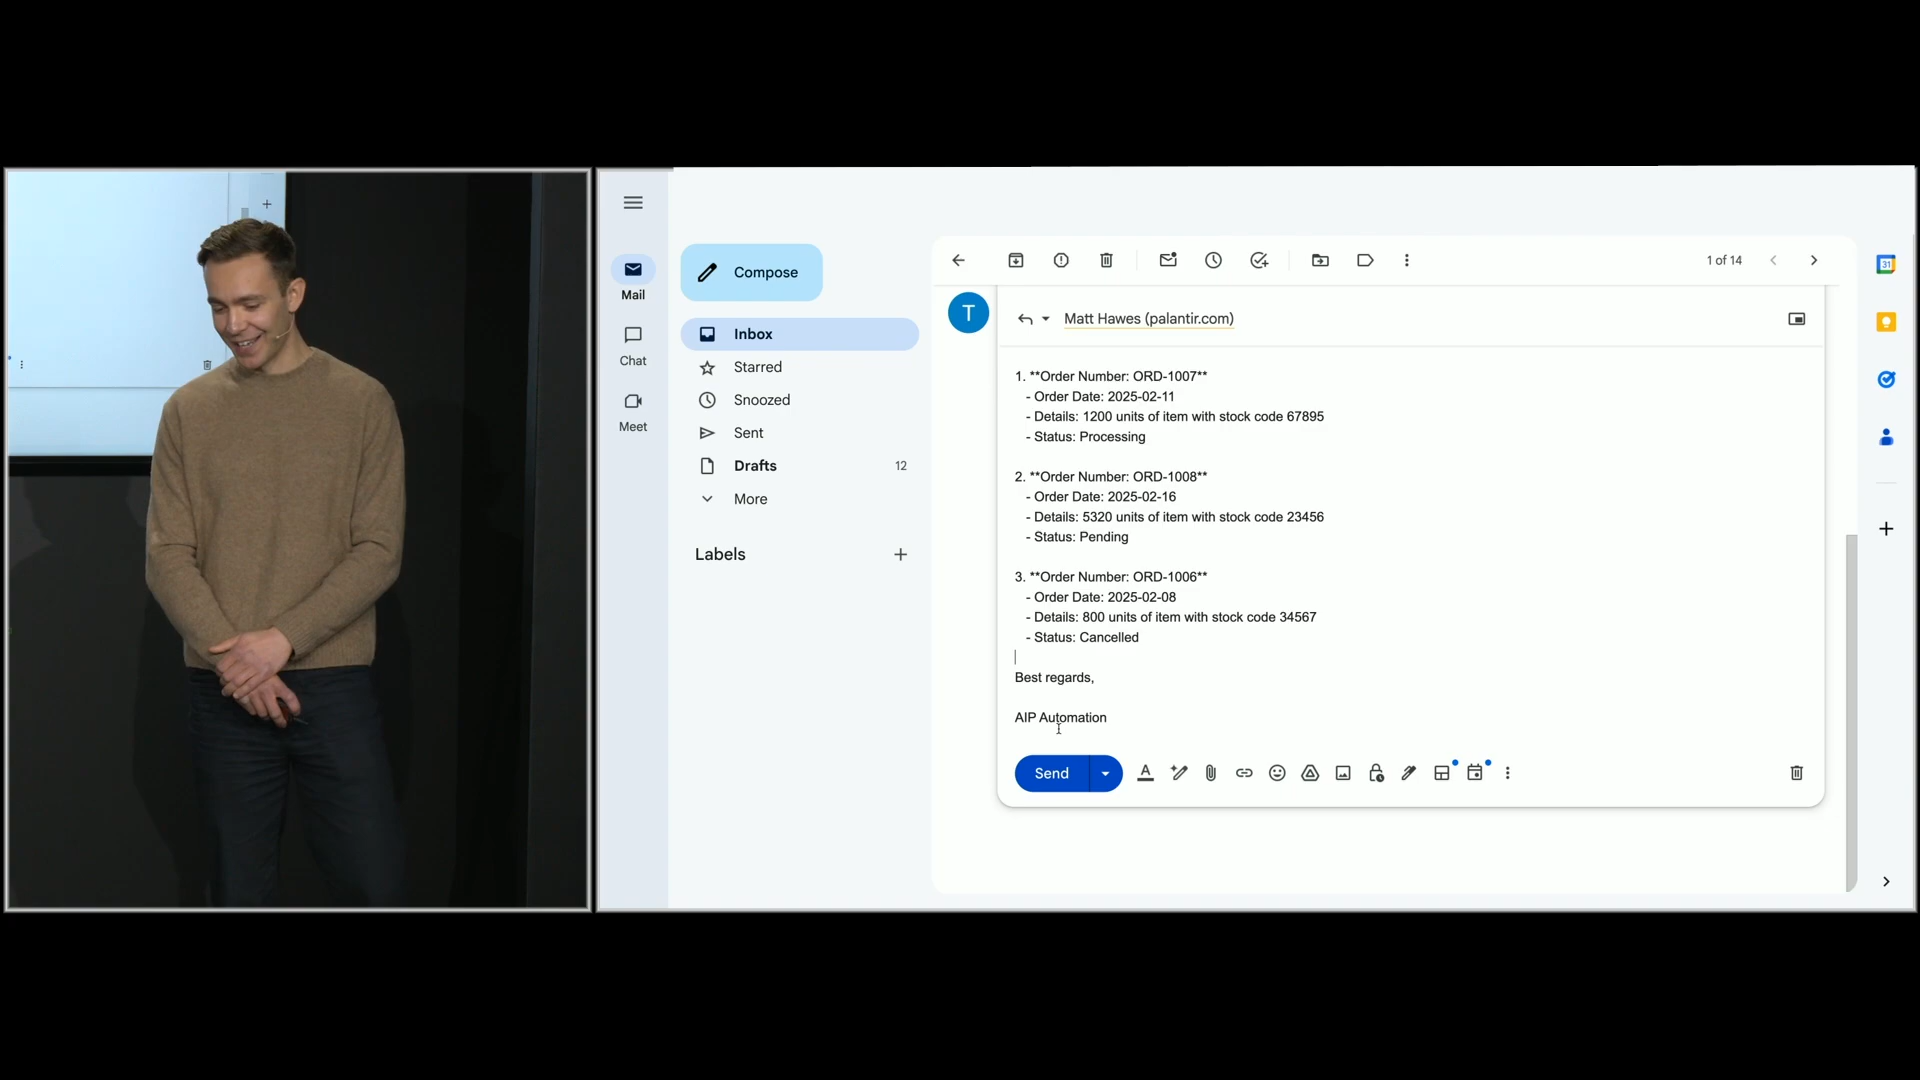 Mail
Chat
Meet
Compose
Inbox
Starred
Snoozed
Sent
Drafts 12
More
Labels
1 of 14
31
T
Matt Hawes (palantir.com)
1. **Order Number: ORD-1007**
- Order Date: 2025-02-11
- Details: 1200 units of item with stock code 67895
- Status: Processing
2. **Order Number: ORD-1008**
- Order Date: 2025-02-16
- Details: 5320 units of item with stock code 23456
- Status: Pending
3. **Order Number: ORD-1006**
- Order Date: 2025-02-08
- Details: 800 units of item with stock code 34567
- Status: Cancelled
Best regards,
AIP Automation
Send